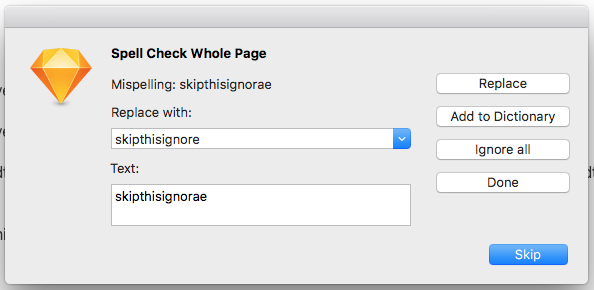 Spell Check Whole Page
Mispelling: skipthisignorae
Replace with:
skipthisignore
Text:
skipthisignorae
Replace
Add to Dictionary
Ignore all
Done
Skip